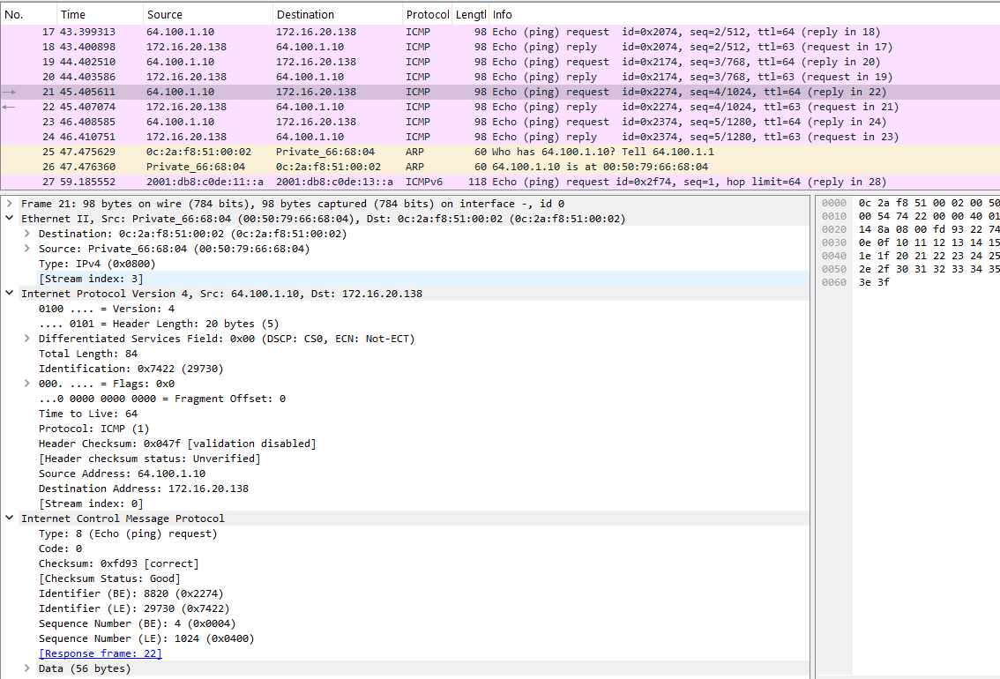 No. Time Source Destination Protocol Lengtl Info
17 43.399313 64.100.1.10 172.16.20.138 ICMP 98 Echo (ping) request id=0x2074, seq=2/512, ttl=64 (reply in 18)
18 43.400898 172.16.20.138 64.100.1.10 ICMP 98 Echo (ping) reply id=0x2074, seq=2/512, ttl=63 (request in 17)
19 44.402510 64.100.1.10 172.16.20.138 ICMP 98 Echo (ping) request id=0x2174, seq=3/768, ttl=64 (reply in 20)
20 44.403586 172.16.20.138 64.100.1.10 ICMP 98 Echo (ping) reply id=0x2174, seq=3/768, ttl=63 (request in 19)
21 45.405611 64.100.1.10 172.16.20.138 ICMP 98 Echo (ping) request id=0x2274, seq=4/1024, ttl=64 (reply in 22)
22 45.407074 172.16.20.138 64.100.1.10 ICMP 98 Echo (ping) reply id=0x2274, seq=4/1024, ttl=63 (request in 21)
23 46.408585 64.100.1.10 172.16.20.138 ICMP 98 Echo (ping) request id=0x2374, seq=5/1280, ttl=64 (reply in 24)
24 46.410751 172.16.20.138 64.100.1.10 ICMP 98 Echo (ping) reply id=0x2374, seq=5/1280, ttl=63 (request in 23)
25 47.475629 0c:2a:f8:51:00:02 Private_66:68:04 ARP 60 Who has 64.100.1.10? Tell 64.100.1.1
26 47.476360 Private_66:68:04 0c:2a:f8:51:00:02 ARP 60 64.100.1.10 is at 00:50:79:66:68:04
27 59.185552 2001:db8:c0de:11::a 2001:db8:c0de:13::a ICMPv6 118 Echo (ping) request id=0x2f74, seq=1, hop limit=64 (reply in 28)
Frame 21: 98 bytes on wire (784 bits), 98 bytes captured (784 bits) on interface -, id 0
Ethernet II, Src: Private_66:68:04 (00:50:79:66:68:04), Dst: 0c:2a:f8:51:00:02 (0c:2a:f8:51:00:02)
Destination: 0c:2a:f8:51:00:02 (0c:2a:f8:51:00:02)
Source: Private_66:68:04 (00:50:79:66:68:04)
Type: IPv4 (0x0800)
[Stream index: 3]
Internet Protocol Version 4, Src: 64.100.1.10, Dst: 172.16.20.138
0100 .... = Version: 4
.... 0101 = Header Length: 20 bytes (5)
Differentiated Services Field: 0x00 (DSCP: CS0, ECN: Not-ECT)
Total Length: 84
Identification: 0x7422 (29730)
000. .... = Flags: 0x0
...0 0000 0000 0000 = Fragment Offset: 0
Time to Live: 64
Protocol: ICMP (1)
Header Checksum: 0x047f [validation disabled]
[Header checksum status: Unverified]
Source Address: 64.100.1.10
Destination Address: 172.16.20.138
[Stream index: 0]
Internet Control Message Protocol
Type: 8 (Echo (ping) request)
Code: 0
Checksum: 0xfd93 [correct]
[Checksum Status: Good]
Identifier (BE): 8820 (0x2274)
Identifier (LE): 29730 (0x7422)
Sequence Number (BE): 4 (0x0004)
Sequence Number (LE): 1024 (0x0400)
[Response frame: 22]
Data (56 bytes)
0000 0c 2a f8 51 00 02 00 50
0010 00 54 74 22 00 00 40 01
0020 14 8a 08 00 fd 93 22 74
0030 0e 0f 10 11 12 13 14 15
0040 1e 1f 20 21 22 23 24 25
0050 2e 2f 30 31 32 33 34 35
0060 3e 3f